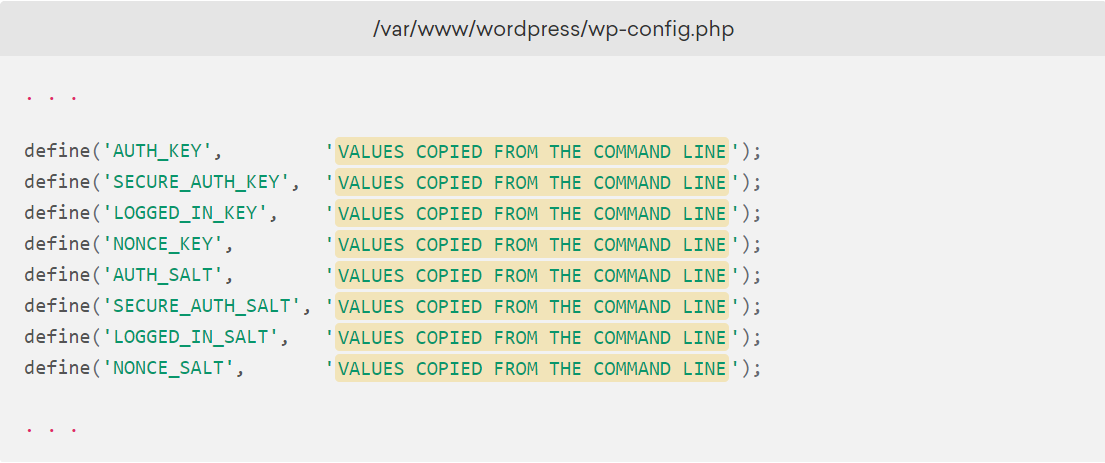 /var/www/wordpress/wp-config.php
. . .
define('AUTH_KEY',         'VALUES COPIED FROM THE COMMAND LINE');
define('SECURE_AUTH_KEY',  'VALUES COPIED FROM THE COMMAND LINE');
define('LOGGED_IN_KEY',    'VALUES COPIED FROM THE COMMAND LINE');
define('NONCE_KEY',        'VALUES COPIED FROM THE COMMAND LINE');
define('AUTH_SALT',        'VALUES COPIED FROM THE COMMAND LINE');
define('SECURE_AUTH_SALT', 'VALUES COPIED FROM THE COMMAND LINE');
define('LOGGED_IN_SALT',   'VALUES COPIED FROM THE COMMAND LINE');
define('NONCE_SALT',       'VALUES COPIED FROM THE COMMAND LINE');
. . .